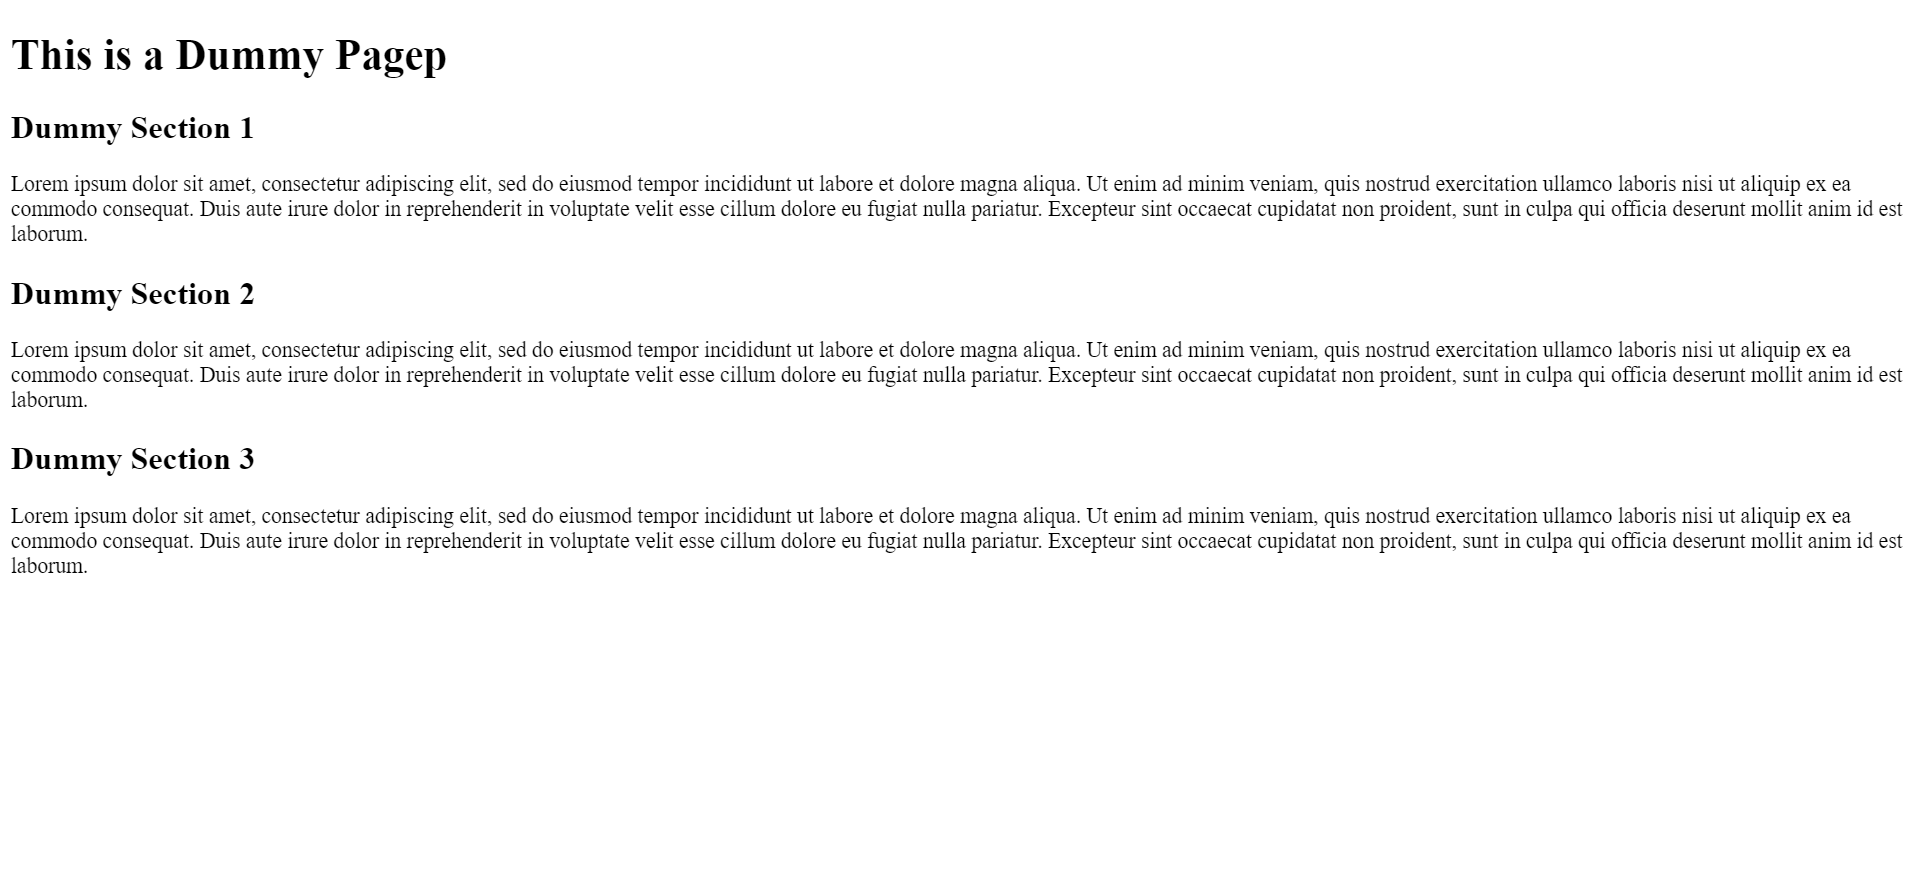 This is a Dummy Pagep
Dummy Section 1
Lorem ipsum dolor sit amet, consectetur adipiscing elit, sed do eiusmod tempor incididunt ut labore et dolore magna aliqua. Ut enim ad minim veniam, quis nostrud exercitation ullamco laboris nisi ut aliquip ex ea
commodo consequat. Duis aute irure dolor in reprehenderit in voluptate velit esse cillum dolore eu fugiat nulla pariatur. Excepteur sint occaecat cupidatat non proident, sunt in culpa qui officia deserunt mollit anim id est
laborum.
Dummy Section 2
Lorem ipsum dolor sit amet, consectetur adipiscing elit, sed do eiusmod tempor incididunt ut labore et dolore magna aliqua. Ut enim ad minim veniam, quis nostrud exercitation ullamco laboris nisi ut aliquip ex ea
commodo consequat. Duis aute irure dolor in reprehenderit in voluptate velit esse cillum dolore eu fugiat nulla pariatur. Excepteur sint occaecat cupidatat non proident, sunt in culpa qui officia deserunt mollit anim id est
laborum.
Dummy Section 3
Lorem ipsum dolor sit amet, consectetur adipiscing elit, sed do eiusmod tempor incididunt ut labore et dolore magna aliqua. Ut enim ad minim veniam, quis nostrud exercitation ullamco laboris nisi ut aliquip ex ea
commodo consequat. Duis aute irure dolor in reprehenderit in voluptate velit esse cillum dolore eu fugiat nulla pariatur. Excepteur sint occaecat cupidatat non proident, sunt in culpa qui officia deserunt mollit anim id est
laborum.